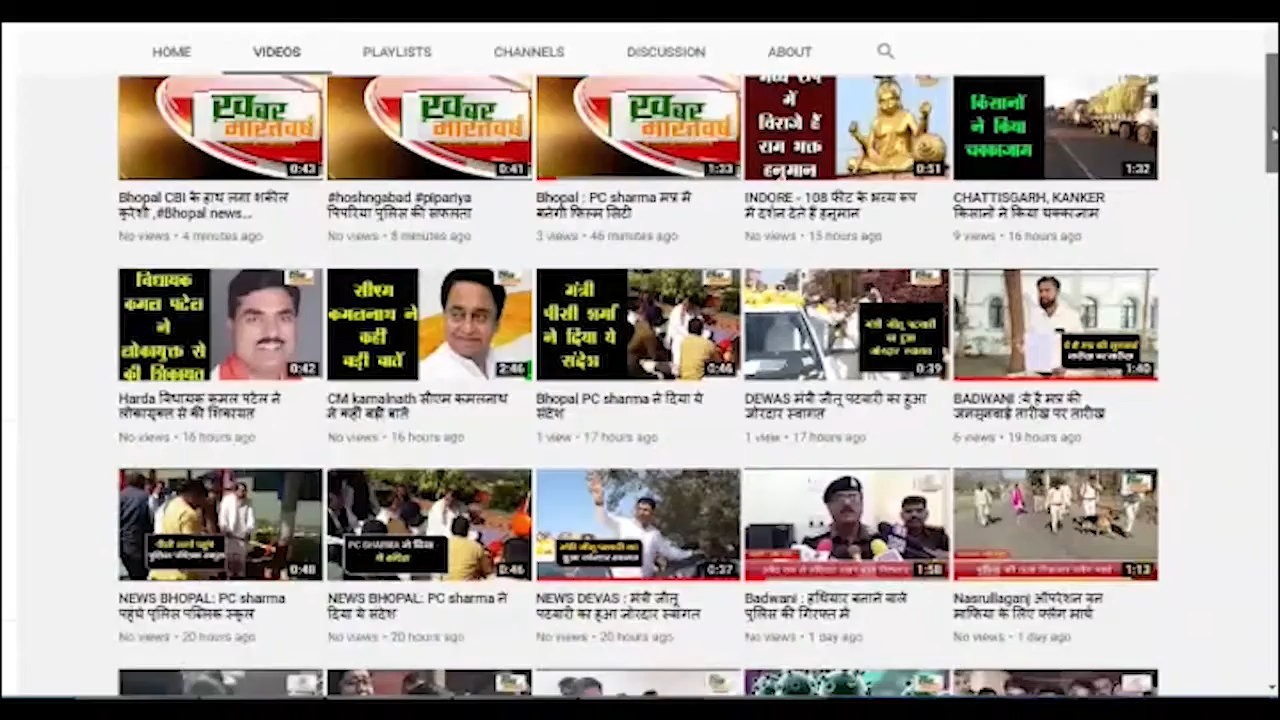 HOME VIDEOS PLAYLISTS CHANNELS DISCUSSION ABOUT
खबर
भारतवर्ष
0:43
खबर
भारतवर्ष
0:41
खबर
भारतवर्ष
1:33
में
विराजे हैं
राम भक्त
हनुमान
0:51
किसानों
ने किया
चक्काजाम
1:32
Bhopal CBI के हाथ लगा शकील
कुरेशी ,#Bhopal news...
No views • 4 minutes ago
#hoshngabad #pipariya
पिपरिया पुलिस की सफलता
No views • 8 minutes ago
Bhopal : PC sharma मप्र में
बनेगी फिल्म सिटी
3 views • 46 minutes ago
INDORE - 108 फीट के भव्य रूप
में दर्शन देते हैं हनुमान
No views • 15 hours ago
CHATTISGARH, KANKER
किसानों ने किया चक्काजाम
9 views • 16 hours ago
विधायक
कमल पटेल
ने
लोकायुक्त से
की शिकायत
0:42
सीएम
कमलनाथ ने
कहीं
बड़ी बातें
2:46
मंत्री
पीसी शर्मा
ने दिया ये
संदेश
0:46
मंत्री जीतू पटवारी
का हुआ
जोरदार स्वागत
0:39
1:40
Harda विधायक कमल पटेल ने
लोकायुक्त से की शिकायत
No views • 16 hours ago
CM kamalnath सीएम कमलनाथ
ने कहीं बड़ी बातें
No views • 16 hours ago
Bhopal PC sharma ने दिया ये
संदेश
1 view • 17 hours ago
DEWAS मंत्री जीतू पटवारी का हुआ
जोरदार स्वागत
1 view • 17 hours ago
BADWANI :ये है मप्र की
जनसुनवाई तारीख पर तारीख
6 views • 19 hours ago
0:48
PC SHARMA ने दिया
ये संदेश
0:46
0:37
1:58
1:13
NEWS BHOPAL: PC sharma
पहुंचे पुलिस पब्लिक स्कूल
No views • 20 hours ago
NEWS BHOPAL: PC sharma ने
दिया ये संदेश
No views • 20 hours ago
NEWS DEVAS : मंत्री जीतू
पटवारी का हुआ जोरदार स्वागत
No views • 20 hours ago
Badwani : हथियार बनाने वाले
पुलिस की गिरफ्त में
No views • 1 day ago
Nasrullaganj ऑपरेशन वन
माफिया के लिए फ्लैग मार्च
No views • 1 day ago